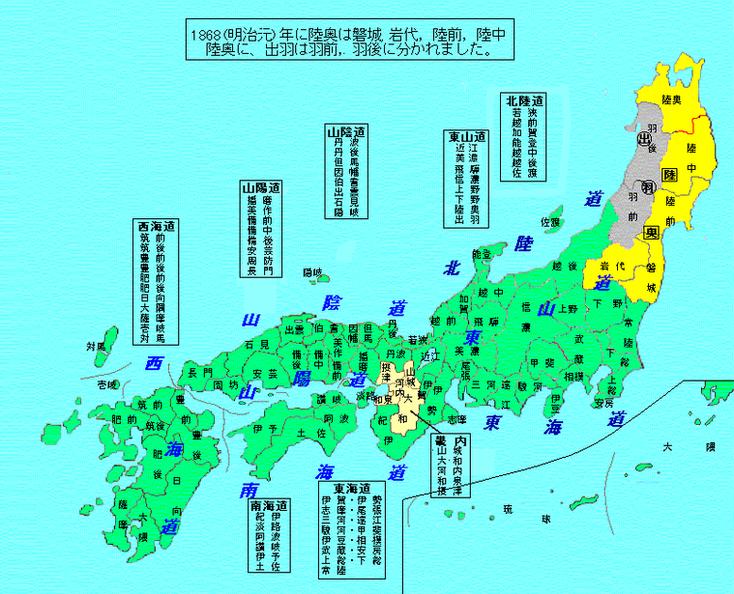 1868(明治元)年に陸奥は磐城,岩代,陸前,陸中
陸奥に、出羽は羽前,羽後に分かれました。
北陸道
若狭
越前
加賀
能登
越中
越後
佐渡
東山道
近江
美濃
飛騨
信濃
上野
下野
陸奥
出羽
山陰道
丹波
丹後
但馬
因幡
伯耆
出雲
石見
隠岐
山陽道
播磨
美作
備前
備中
備後
安芸
周防
長門
西海道
筑前
筑後
豊前
豊後
肥前
肥後
日向
大隅
薩摩
壱岐
対馬
陸奥
羽後
出
陸中
陸
羽
羽前
陸前
奥
岩代
磐城
佐渡
北陸道
能登
越後
越中
加賀
越前
飛騨
信濃
上野
下野
東山道
常陸
美濃
甲斐
武蔵
下総
上総
相模
安房
伊豆
駿河
遠江
三河
尾張
東海道
隠岐
山陰道
出雲
伯耆
因幡
但馬
丹後
若狭
近江
丹波
石見
美作
播磨
備後
備中
備前
安芸
周防
長門
山陽道
摂津
山城
河内
和泉
大和
伊賀
伊勢
志摩
紀伊
淡路
讃岐
阿波
伊予
土佐
南海道
対馬
壱岐
西海道
筑前
豊前
肥前
筑後
豊後
肥後
日向
薩摩
大隅
畿内
山城
大和
河内
和泉
摂津
南海道
紀伊
淡路
阿波
讃岐
伊予
土佐
東海道
伊賀・伊勢
志摩・尾張
三河・遠江
駿河・甲斐
伊豆・相模
武蔵・安房
上総・下総
常陸
大隅
琉球